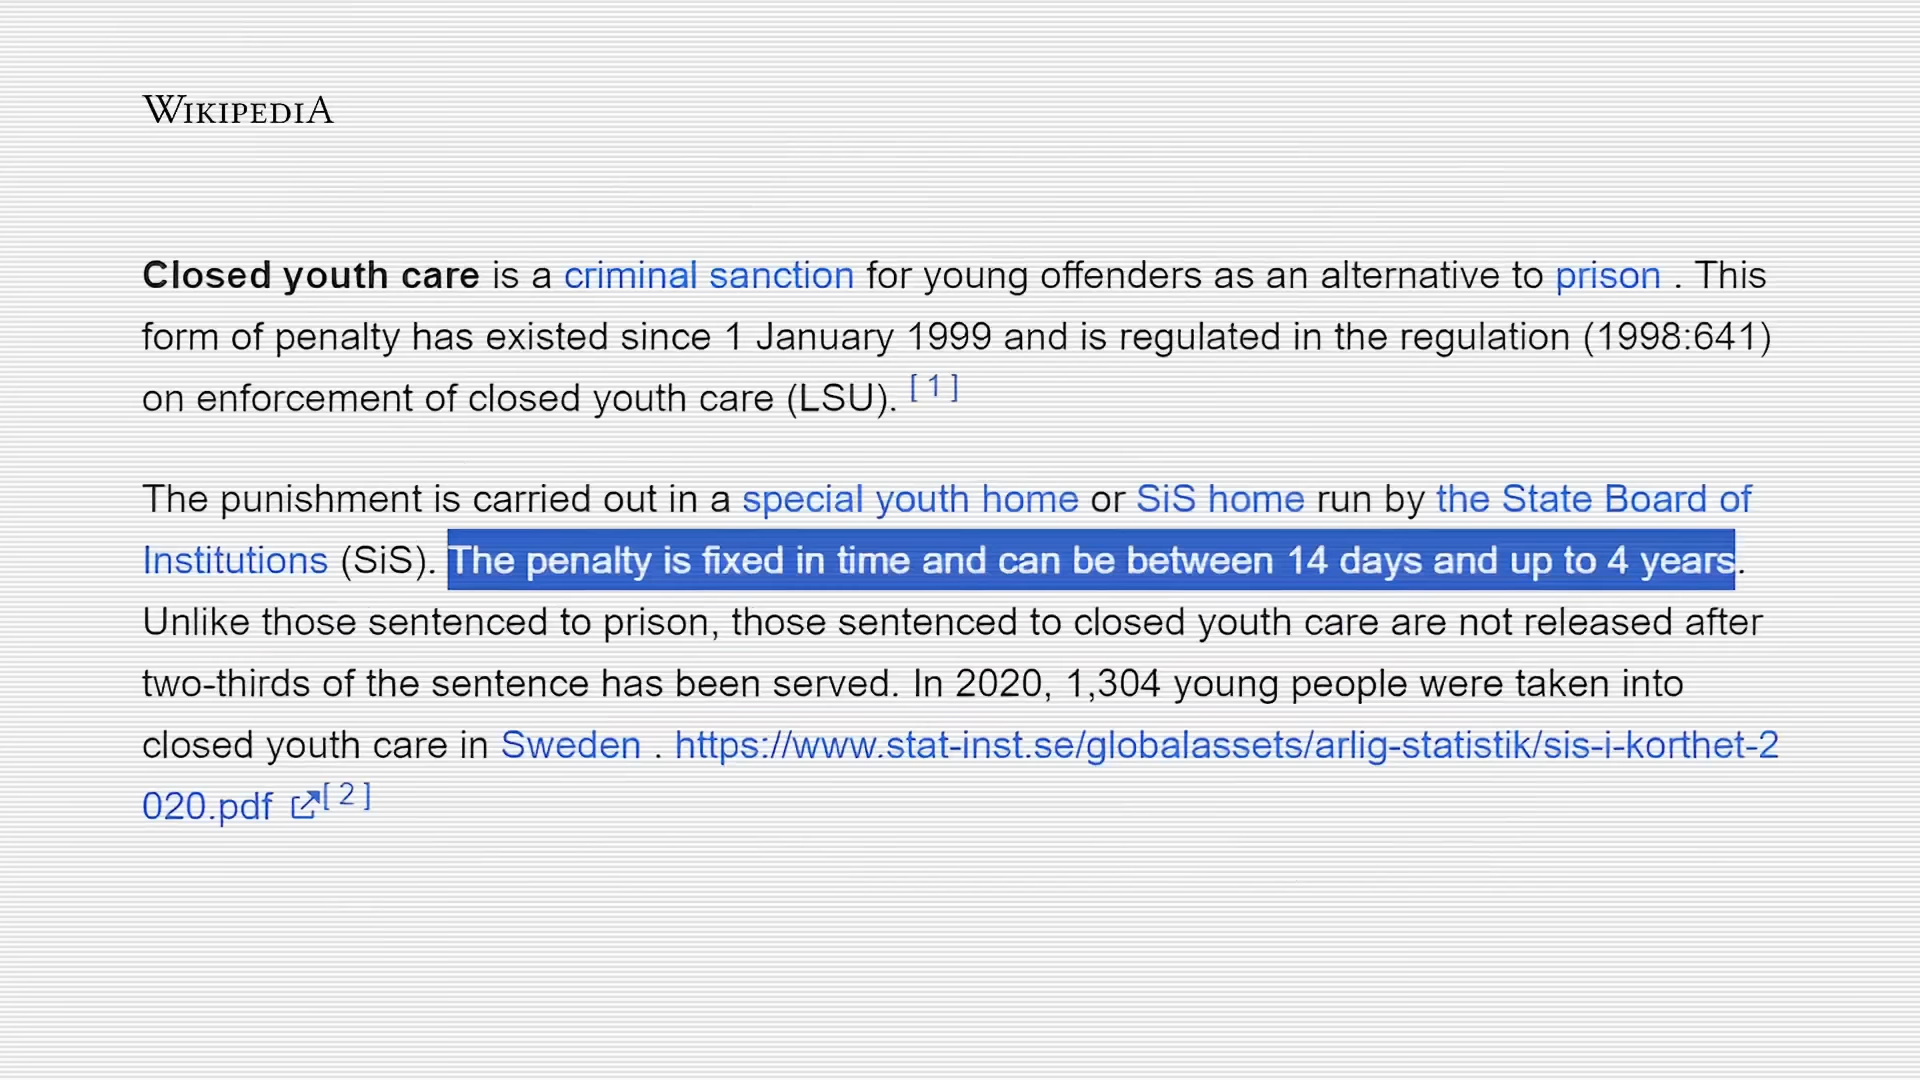 WIKIPEDIA
Closed youth care is a criminal sanction for young offenders as an alternative to prison . This
form of penalty has existed since 1 January 1999 and is regulated in the regulation (1998:641)
on enforcement of closed youth care (LSU). [ 1 ]
The punishment is carried out in a special youth home or SiS home run by the State Board of
Institutions (SiS). The penalty is fixed in time and can be between 14 days and up to 4 years.
Unlike those sentenced to prison, those sentenced to closed youth care are not released after
two-thirds of the sentence has been served. In 2020, 1,304 young people were taken into
closed youth care in Sweden . https://www.stat-inst.se/globalassets/arlig-statistik/sis-i-korthet-2
020.pdf [ 2 ]